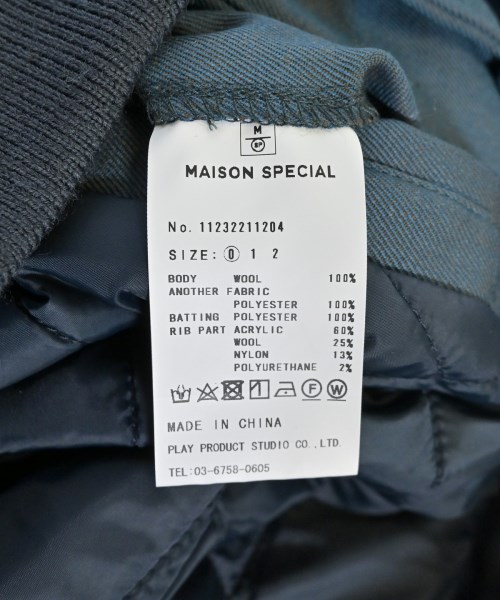 M
SP
MAISON SPECIAL
No. 11232211204
SIZE: 0 1 2
BODY WOOL 100%
ANOTHER FABRIC
POLYESTER 100%
BATTING POLYESTER 100%
RIB PART ACRYLIC 60%
WOOL 25%
NYLON 13%
POLYURETHANE 2%
F W
MADE IN CHINA
PLAY PRODUCT STUDIO CO.,LTD.
TEL:03-6758-0605